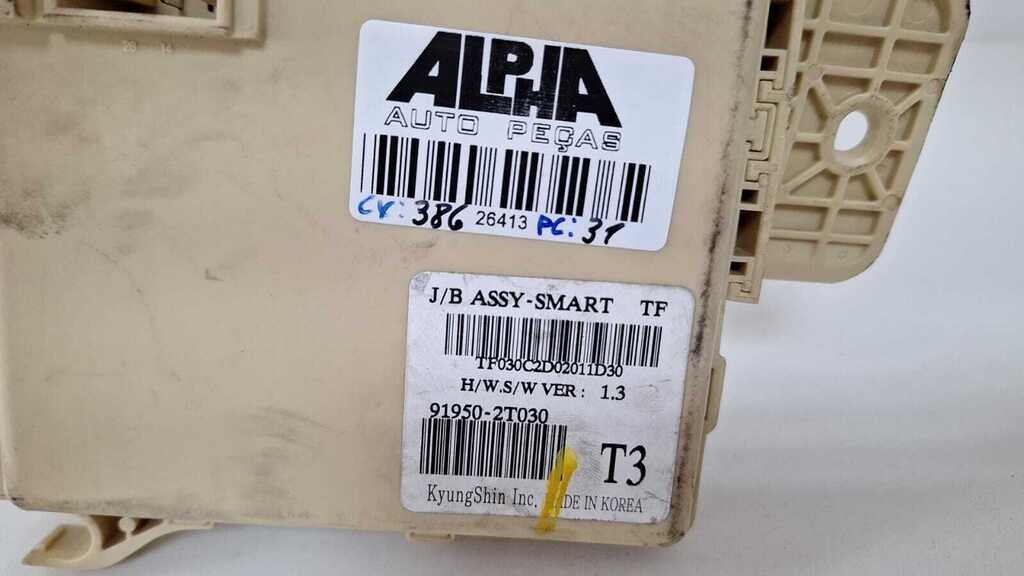 ALPHA
AUTO PEÇAS
CV: 386 26413 PC: 31
J/B ASSY-SMART TF
TF030C2D02011D30
H/W.S/W VER : 1.3
91950-2T030
T3
KyungShin Inc. MADE IN KOREA